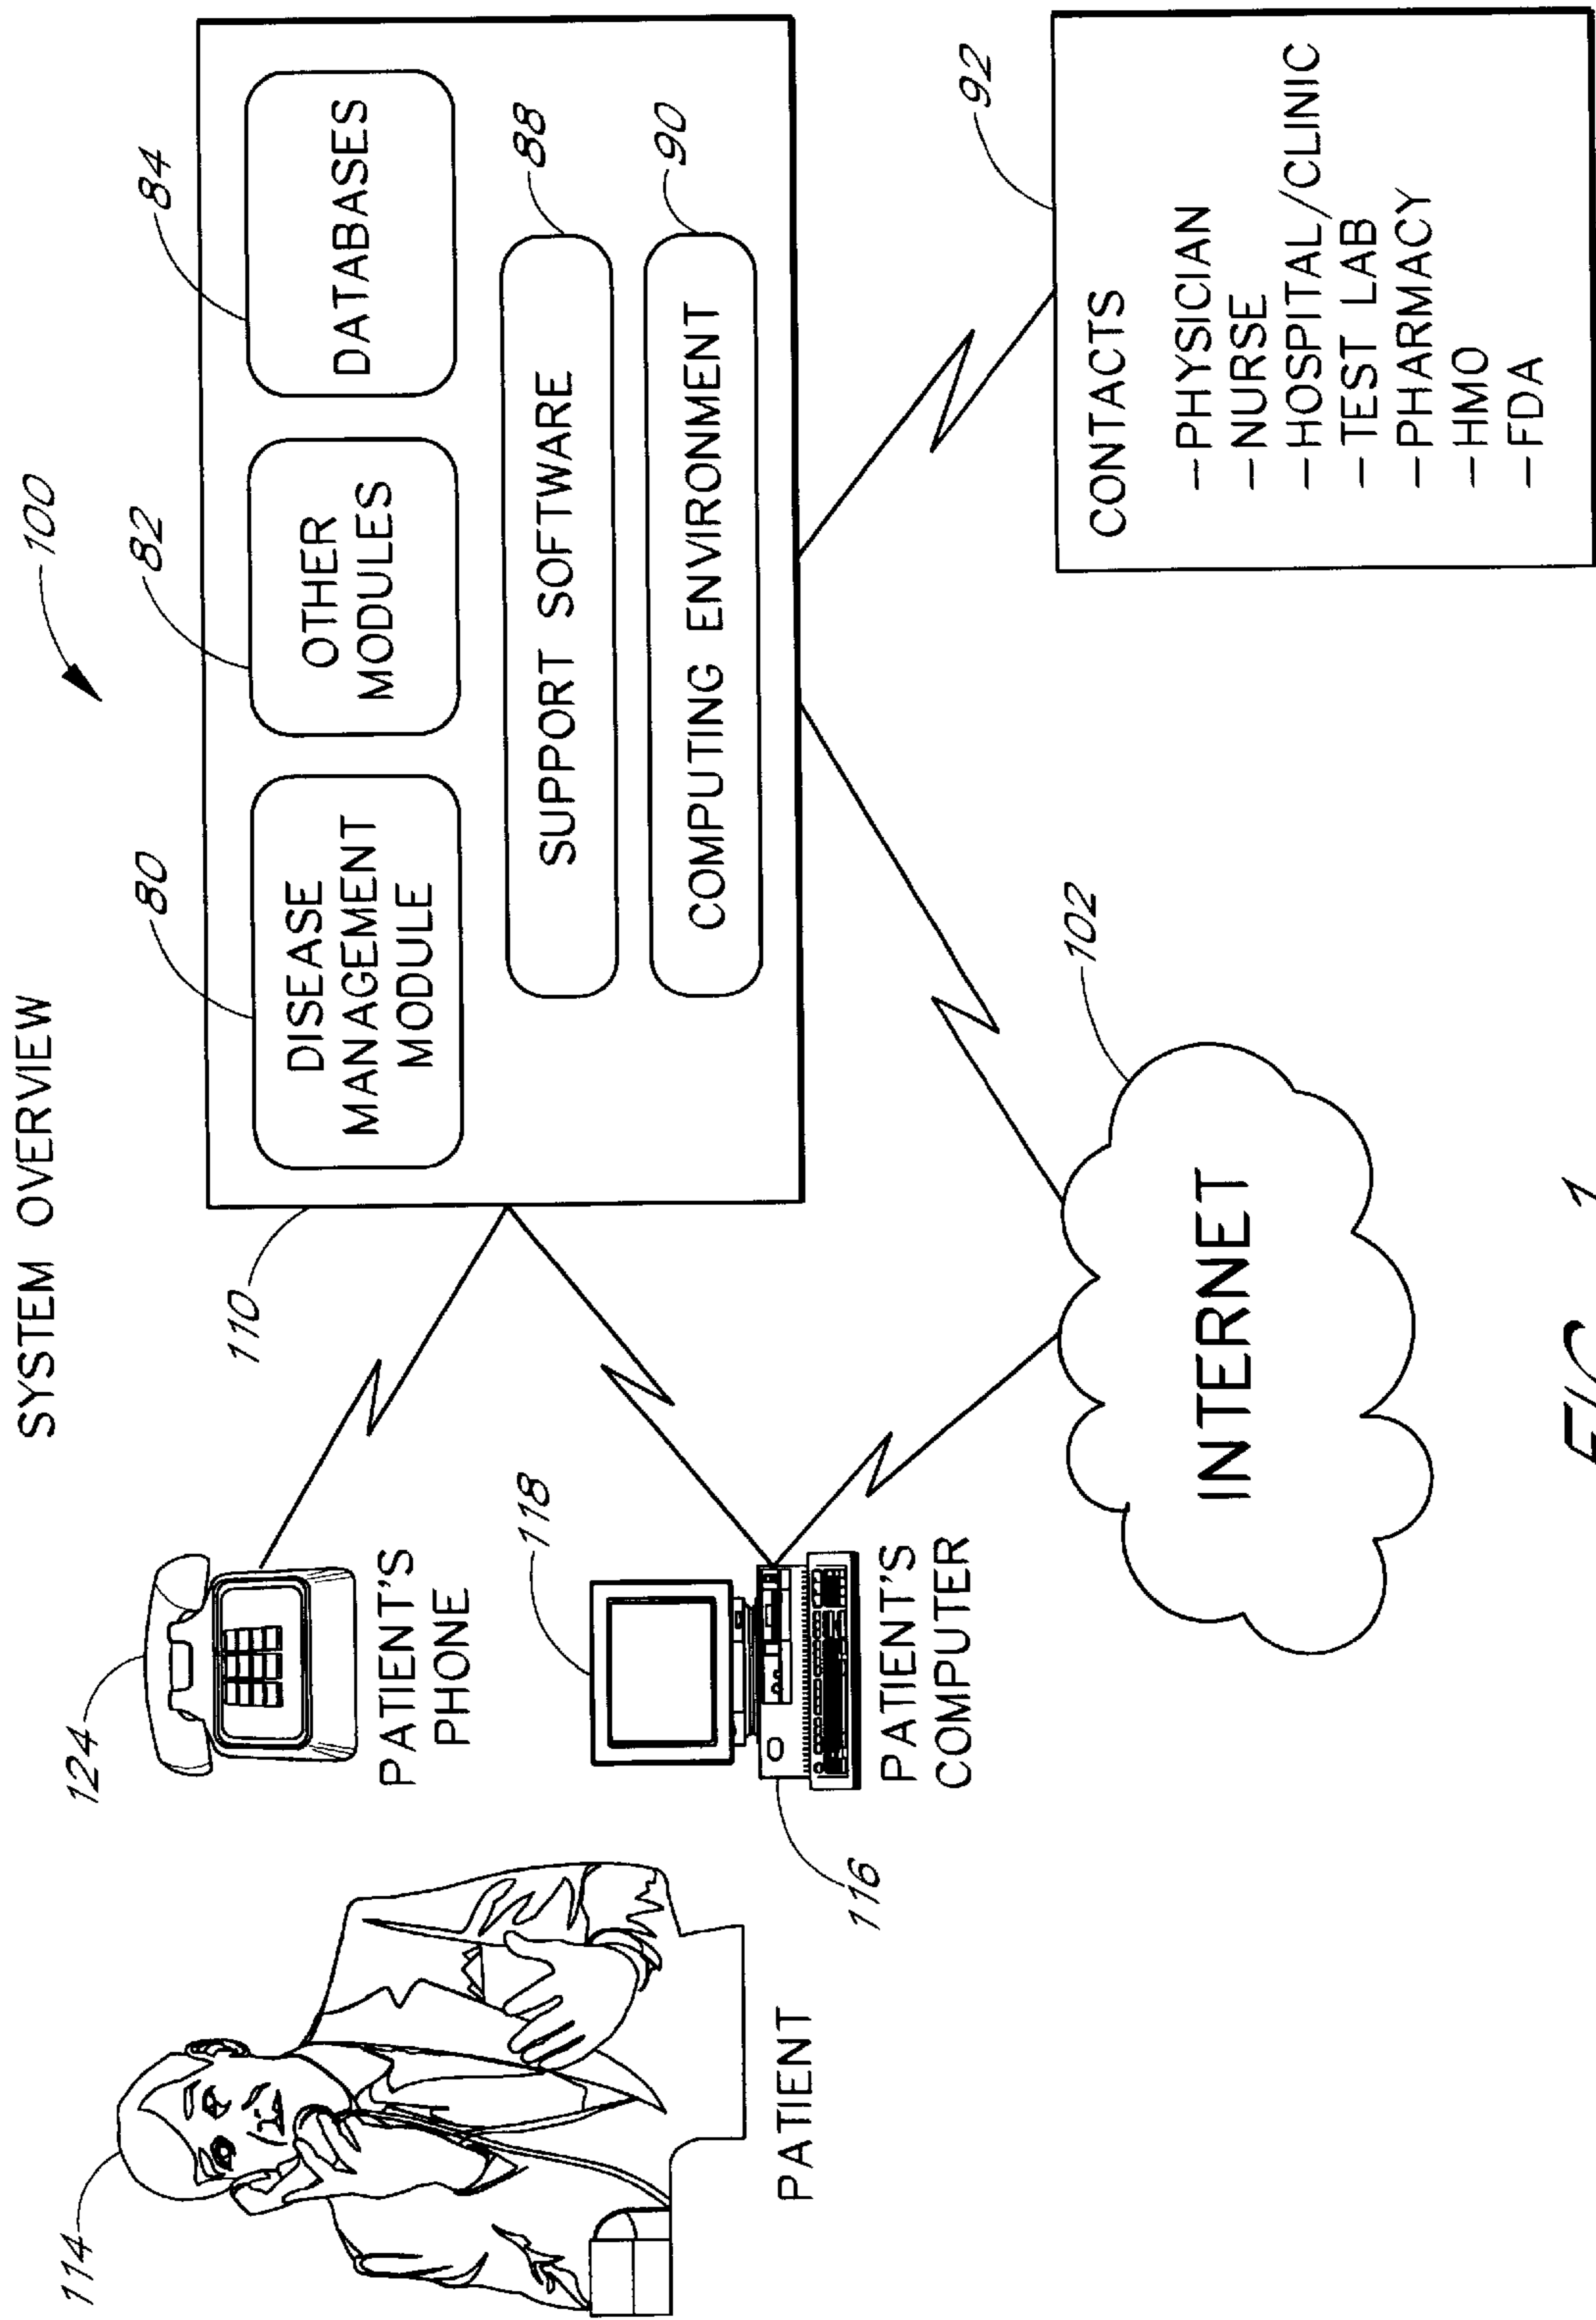 SYSTEM OVERVIEW
100
114
PATIENT
124
PATIENT'S
PHONE
118
116
PATIENT'S
COMPUTER
110
80
DISEASE
MANAGEMENT
MODULE
82
OTHER
MODULES
84
DATABASES
88
SUPPORT SOFTWARE
90
COMPUTING ENVIRONMENT
102
INTERNET
92
CONTACTS
-PHYSICIAN
-NURSE
-HOSPITAL/CLINIC
-TEST LAB
-PHARMACY
-HMO
-FDA
FIG. 1